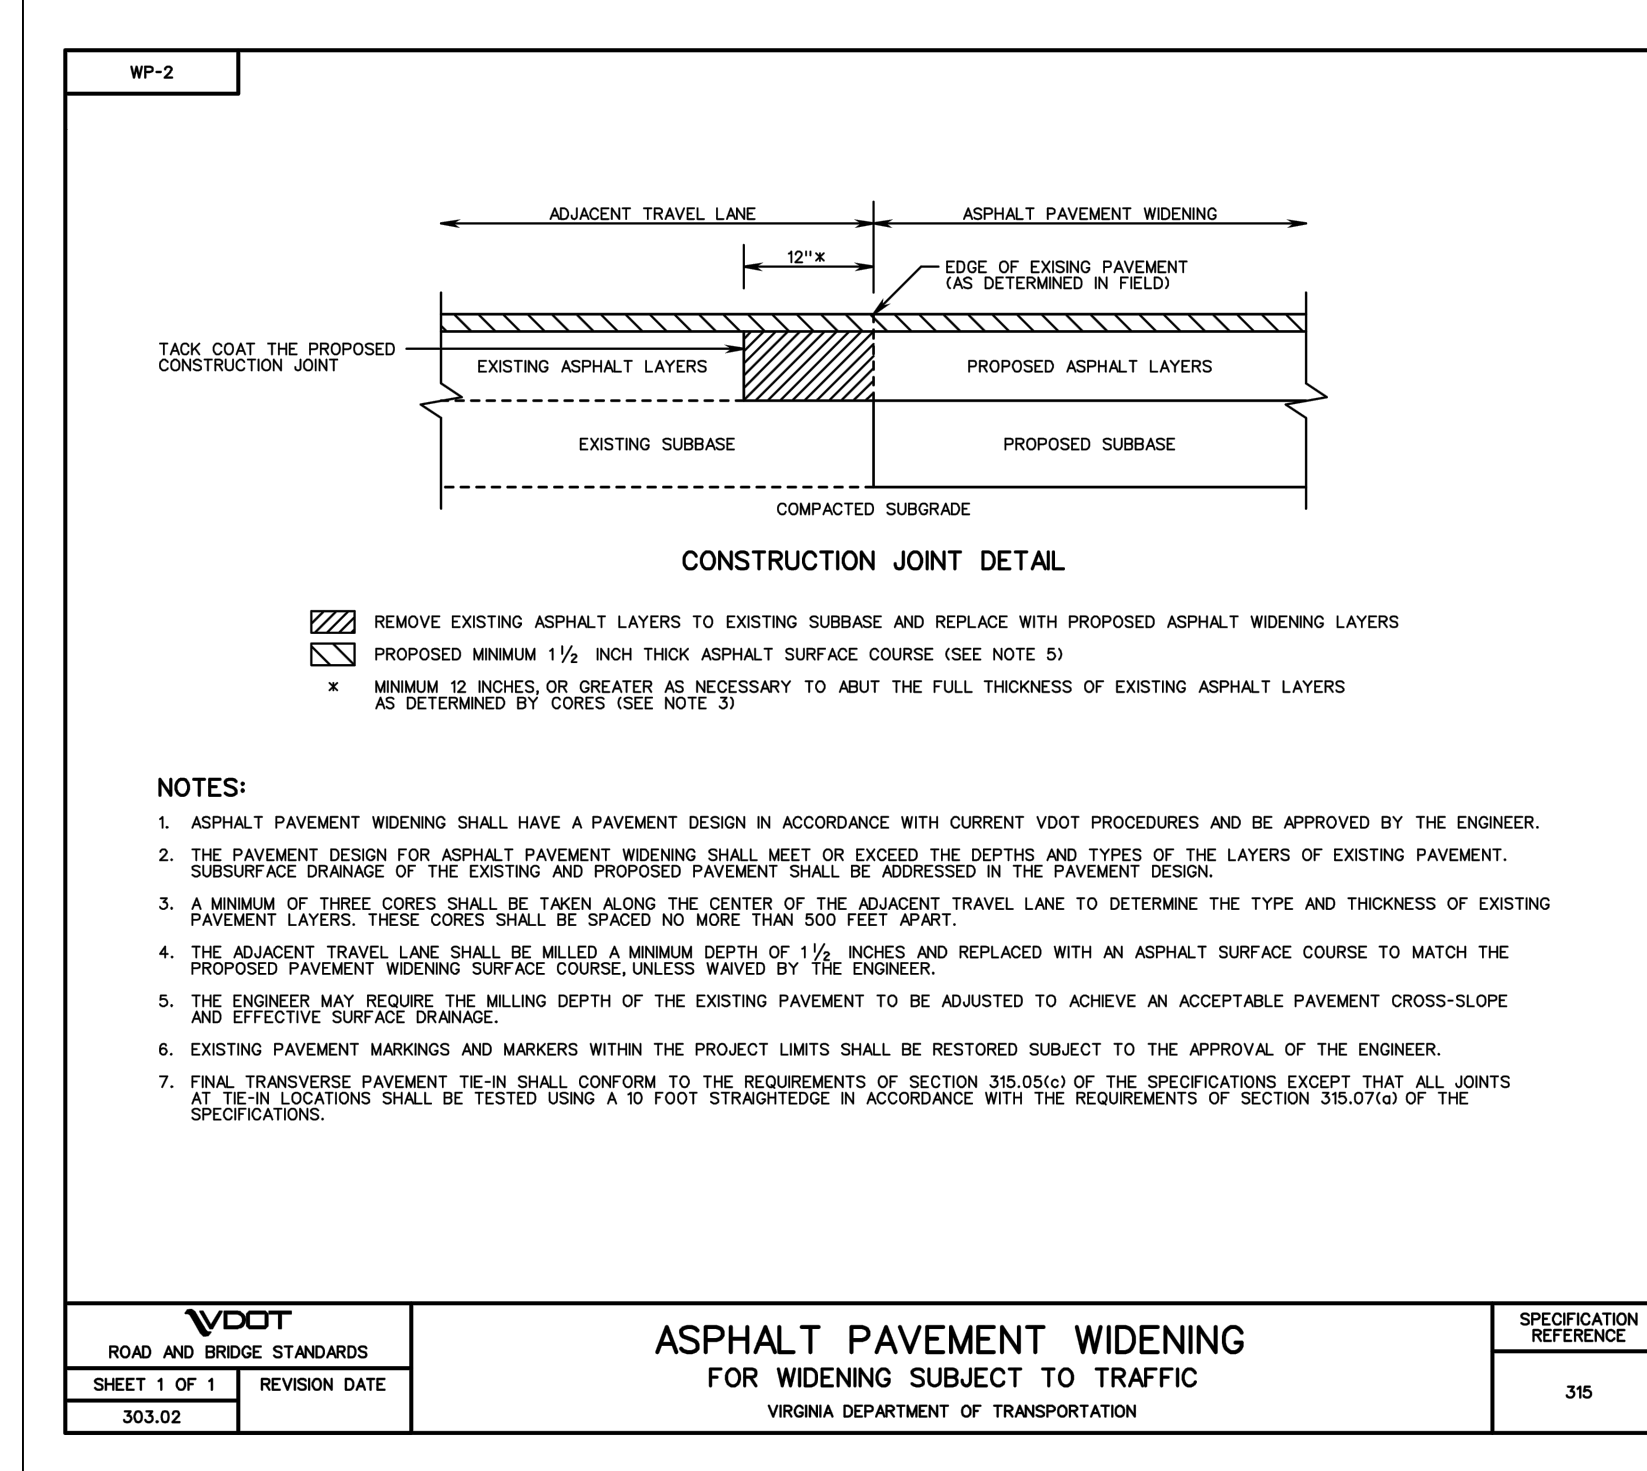 WP-2
ADJACENT TRAVEL LANE
ASPHALT PAVEMENT WIDENING
12"*
EDGE OF EXISING PAVEMENT
(AS DETERMINED IN FIELD)
TACK COAT THE PROPOSED
CONSTRUCTION JOINT
EXISTING ASPHALT LAYERS
PROPOSED ASPHALT LAYERS
EXISTING SUBBASE
PROPOSED SUBBASE
COMPACTED SUBGRADE
CONSTRUCTION JOINT DETAIL
REMOVE EXISTING ASPHALT LAYERS TO EXISTING SUBBASE AND REPLACE WITH PROPOSED ASPHALT WIDENING LAYERS
PROPOSED MINIMUM 1 1/2 INCH THICK ASPHALT SURFACE COURSE (SEE NOTE 5)
* MINIMUM 12 INCHES, OR GREATER AS NECESSARY TO ABUT THE FULL THICKNESS OF EXISTING ASPHALT LAYERS
AS DETERMINED BY CORES (SEE NOTE 3)
NOTES:
1. ASPHALT PAVEMENT WIDENING SHALL HAVE A PAVEMENT DESIGN IN ACCORDANCE WITH CURRENT VDOT PROCEDURES AND BE APPROVED BY THE ENGINEER.
2. THE PAVEMENT DESIGN FOR ASPHALT PAVEMENT WIDENING SHALL MEET OR EXCEED THE DEPTHS AND TYPES OF THE LAYERS OF EXISTING PAVEMENT.
SUBSURFACE DRAINAGE OF THE EXISTING AND PROPOSED PAVEMENT SHALL BE ADDRESSED IN THE PAVEMENT DESIGN.
3. A MINIMUM OF THREE CORES SHALL BE TAKEN ALONG THE CENTER OF THE ADJACENT TRAVEL LANE TO DETERMINE THE TYPE AND THICKNESS OF EXISTING
PAVEMENT LAYERS. THESE CORES SHALL BE SPACED NO MORE THAN 500 FEET APART.
4. THE ADJACENT TRAVEL LANE SHALL BE MILLED A MINIMUM DEPTH OF 1 1/2 INCHES AND REPLACED WITH AN ASPHALT SURFACE COURSE TO MATCH THE
PROPOSED PAVEMENT WIDENING SURFACE COURSE, UNLESS WAIVED BY THE ENGINEER.
5. THE ENGINEER MAY REQUIRE THE MILLING DEPTH OF THE EXISTING PAVEMENT TO BE ADJUSTED TO ACHIEVE AN ACCEPTABLE PAVEMENT CROSS-SLOPE
AND EFFECTIVE SURFACE DRAINAGE.
6. EXISTING PAVEMENT MARKINGS AND MARKERS WITHIN THE PROJECT LIMITS SHALL BE RESTORED SUBJECT TO THE APPROVAL OF THE ENGINEER.
7. FINAL TRANSVERSE PAVEMENT TIE-IN SHALL CONFORM TO THE REQUIREMENTS OF SECTION 315.05(c) OF THE SPECIFICATIONS EXCEPT THAT ALL JOINTS
AT TIE-IN LOCATIONS SHALL BE TESTED USING A 10 FOOT STRAIGHTEDGE IN ACCORDANCE WITH THE REQUIREMENTS OF SECTION 315.07(a) OF THE
SPECIFICATIONS.
VDOT
ROAD AND BRIDGE STANDARDS
SHEET 1 OF 1
REVISION DATE
303.02
ASPHALT PAVEMENT WIDENING
FOR WIDENING SUBJECT TO TRAFFIC
VIRGINIA DEPARTMENT OF TRANSPORTATION
SPECIFICATION
REFERENCE
315